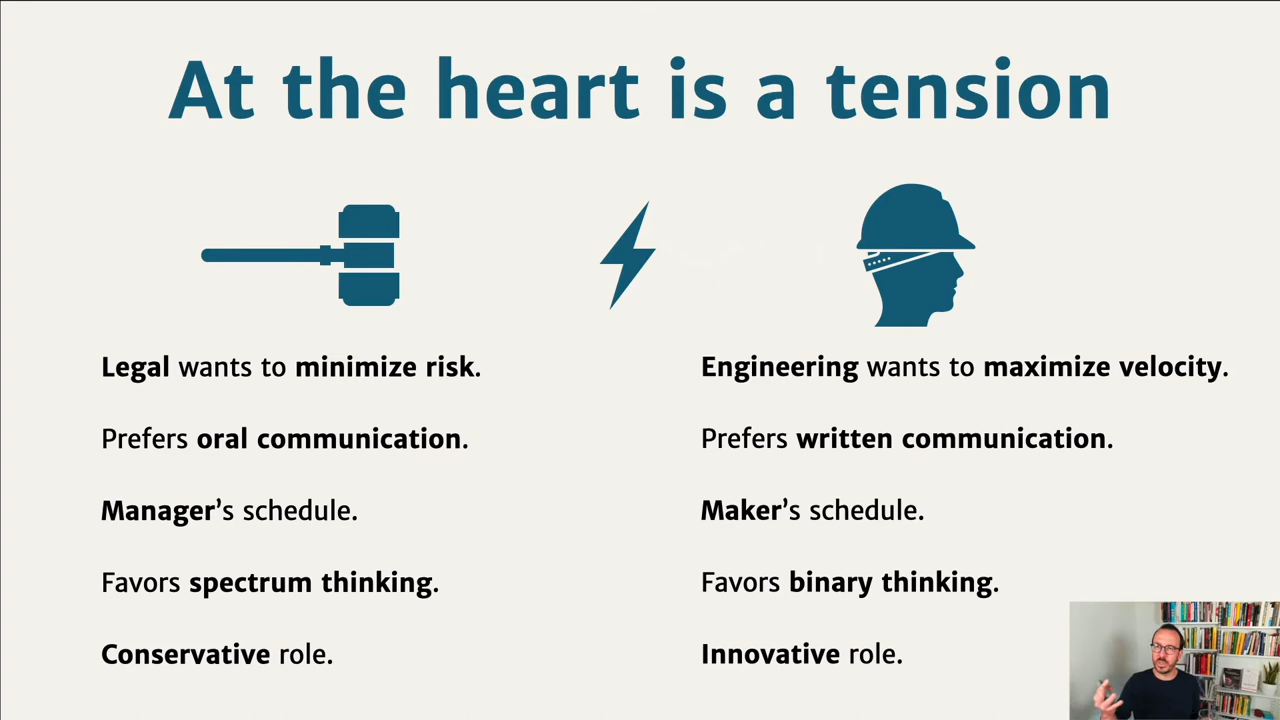 At the heart is a tension
Legal wants to minimize risk.
Prefers oral communication.
Manager’s schedule.
Favors spectrum thinking.
Conservative role.
Engineering wants to maximize velocity.
Prefers written communication.
Maker’s schedule.
Favors binary thinking.
Innovative role.